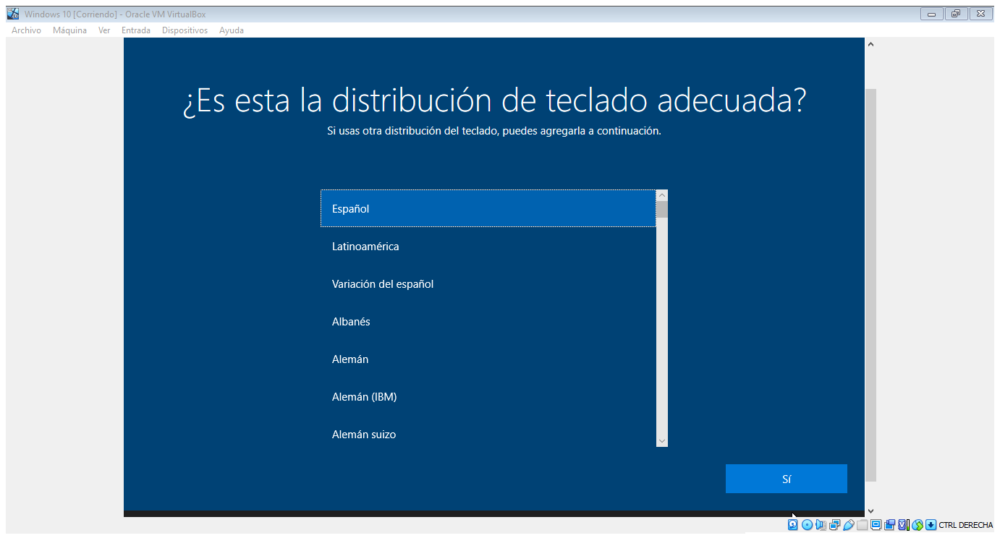 Windows 10 [Corriendo] - Oracle VM VirtualBox
Archivo Máquina Ver Entrada Dispositivos Ayuda
¿Es esta la distribución de teclado adecuada?
Si usas otra distribución del teclado, puedes agregarla a continuación.
Español
Latinoamérica
Variación del español
Albanés
Alemán
Alemán (IBM)
Alemán suizo
Sí
CTRL DERECHA